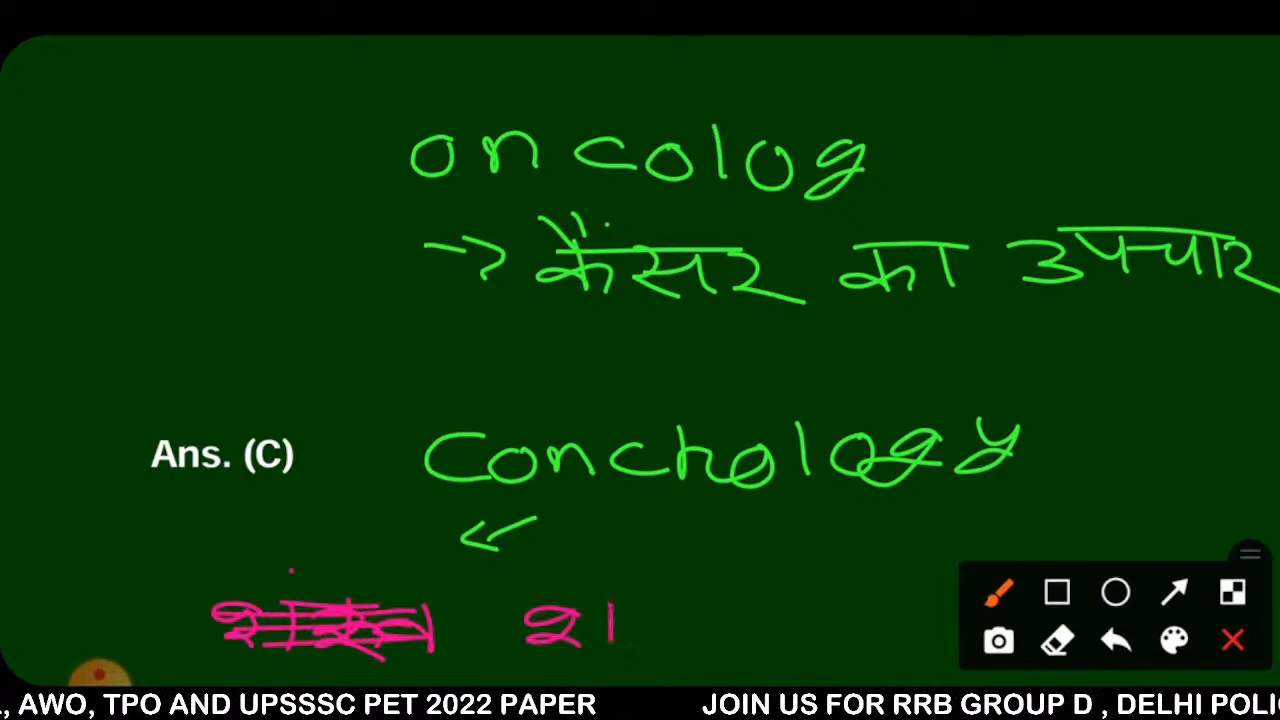 oncolog
→ कैंसर का उपचार
Ans. (C) Conchology
, AWO, TPO AND UPSSSC PET 2022 PAPER JOIN US FOR RRB GROUP D , DELHI POLI